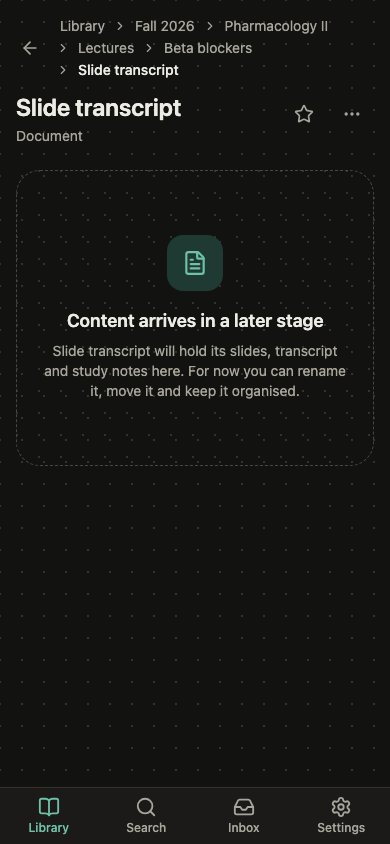 Library > Fall 2026 > Pharmacology II
> Lectures > Beta blockers
> Slide transcript
Slide transcript
Document
Content arrives in a later stage
Slide transcript will hold its slides, transcript
and study notes here. For now you can rename
it, move it and keep it organised.
Library Search Inbox Settings